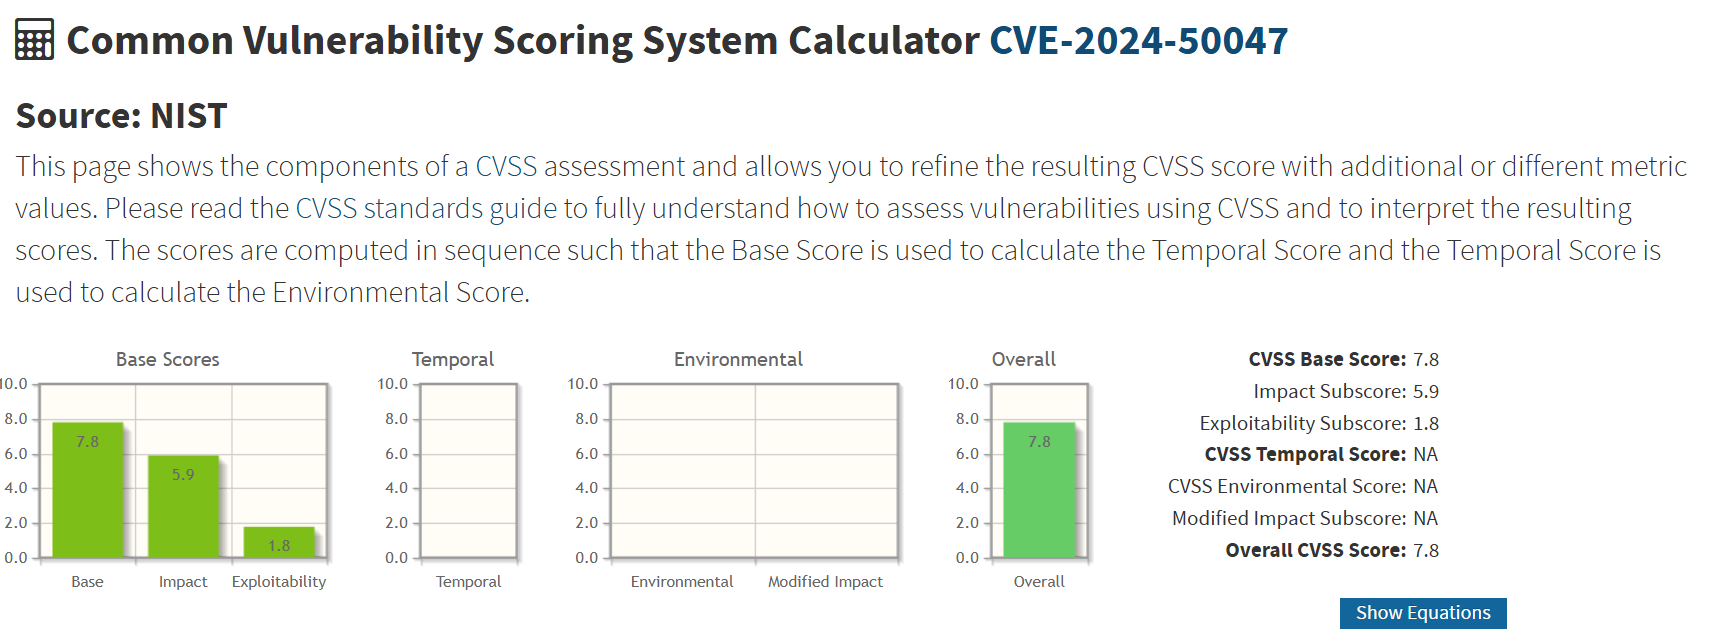 Common Vulnerability Scoring System Calculator CVE-2024-50047
Source: NIST
This page shows the components of a CVSS assessment and allows you to refine the resulting CVSS score with additional or different metric
values. Please read the CVSS standards guide to fully understand how to assess vulnerabilities using CVSS and to interpret the resulting
scores. The scores are computed in sequence such that the Base Score is used to calculate the Temporal Score and the Temporal Score is
used to calculate the Environmental Score.
Base Scores
10.0
8.0
6.0
4.0
2.0
0.0
7.8
5.9
1.8
Base
Impact
Exploitability
Temporal
10.0
8.0
6.0
4.0
2.0
0.0
Temporal
Environmental
10.0
8.0
6.0
4.0
2.0
0.0
Environmental
Modified Impact
Overall
10.0
8.0
6.0
4.0
2.0
0.0
7.8
Overall
CVSS Base Score: 7.8
Impact Subscore: 5.9
Exploitability Subscore: 1.8
CVSS Temporal Score: NA
CVSS Environmental Score: NA
Modified Impact Subscore: NA
Overall CVSS Score: 7.8
Show Equations